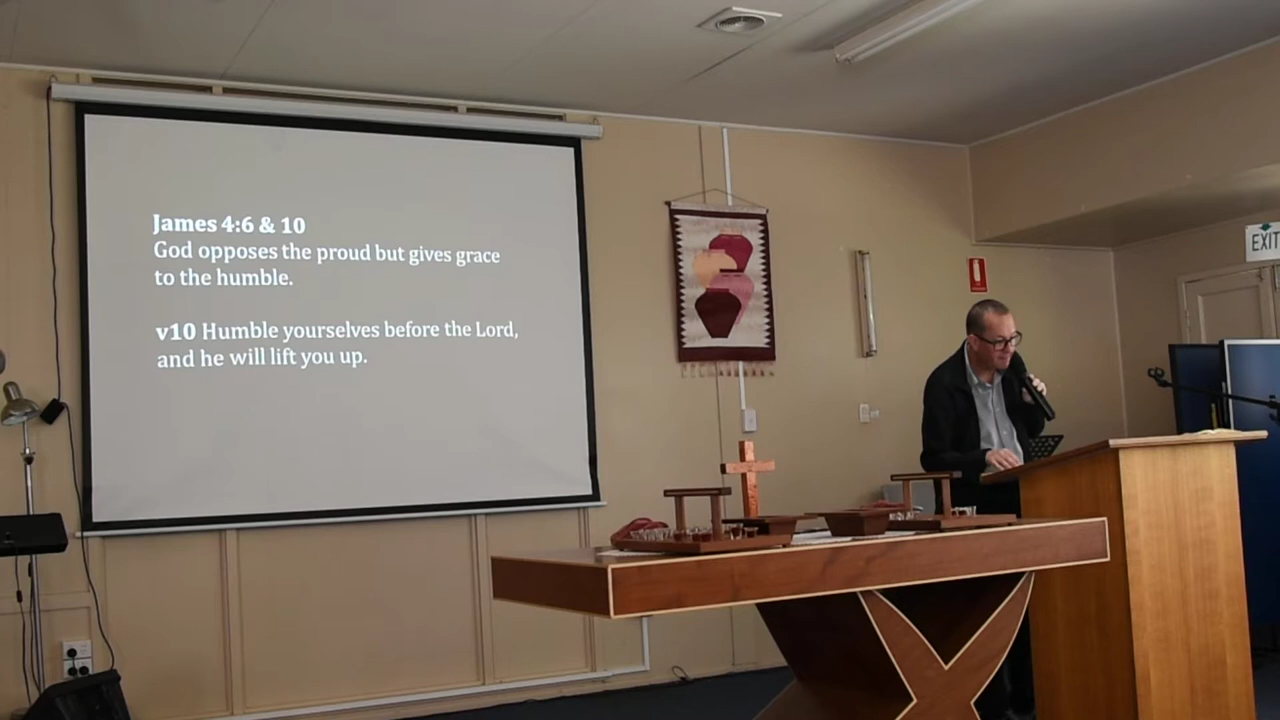 James 4:6 & 10
God opposes the proud but gives grace
to the humble.
v10 Humble yourselves before the Lord,
and he will lift you up.
EXIT